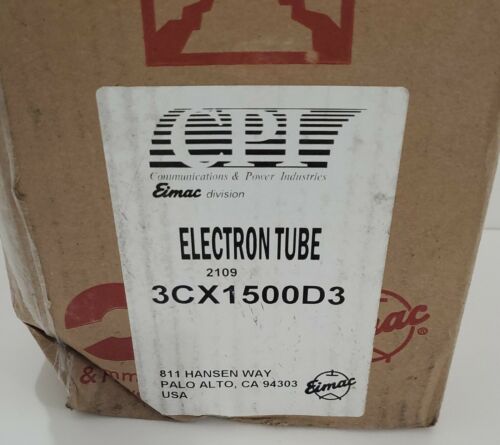 CPI
Communications & Power Industries
Eimac division
ELECTRON TUBE
2109
3CX1500D3
811 HANSEN WAY
PALO ALTO, CA 94303
USA
Eimac
Eimac ®